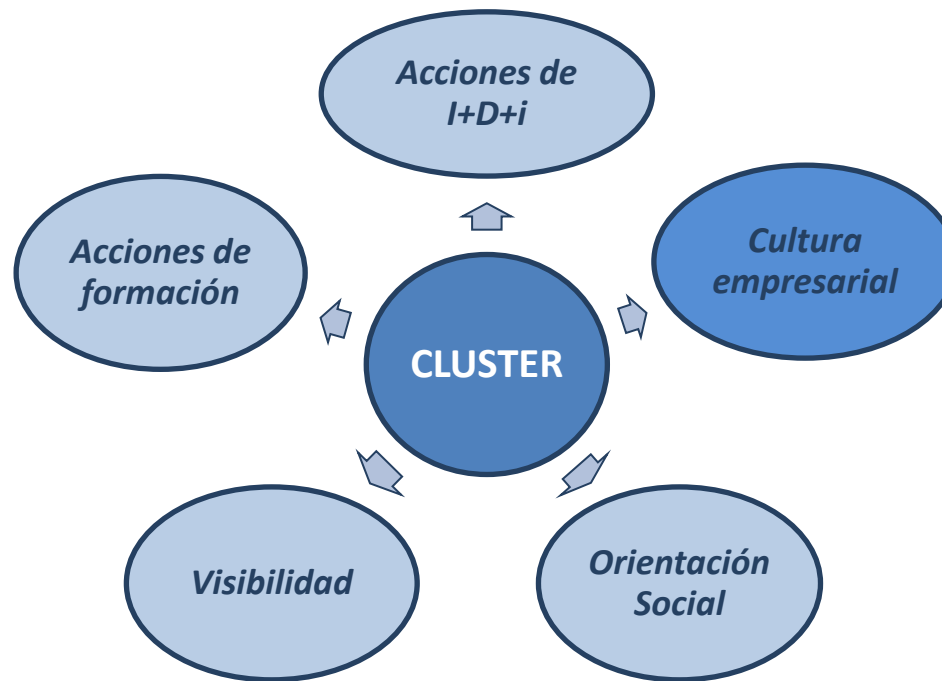 Acciones de
I+D+i
Acciones de
formación
Cultura
empresarial
CLUSTER
Visibilidad
Orientación
Social